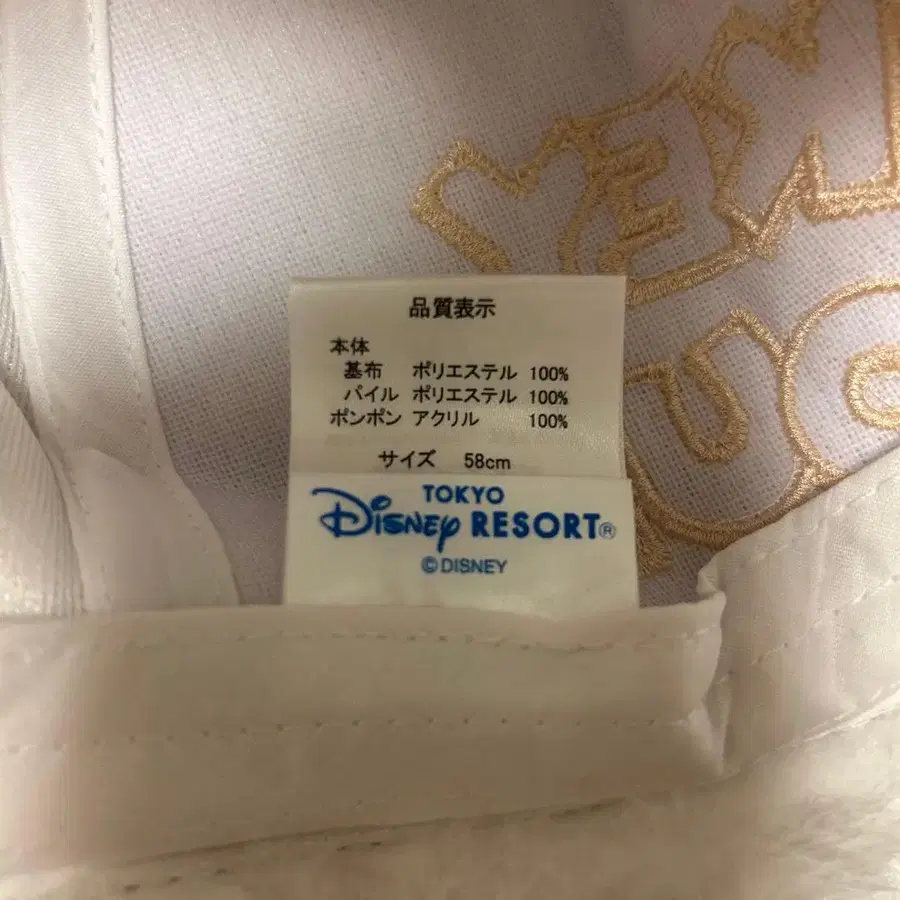 品質表示
本体
基布 ポリエステル 100%
パイル ポリエステル 100%
ポンポン アクリル 100%
サイズ 58cm
TOKYO
Disney RESORT®
©DISNEY